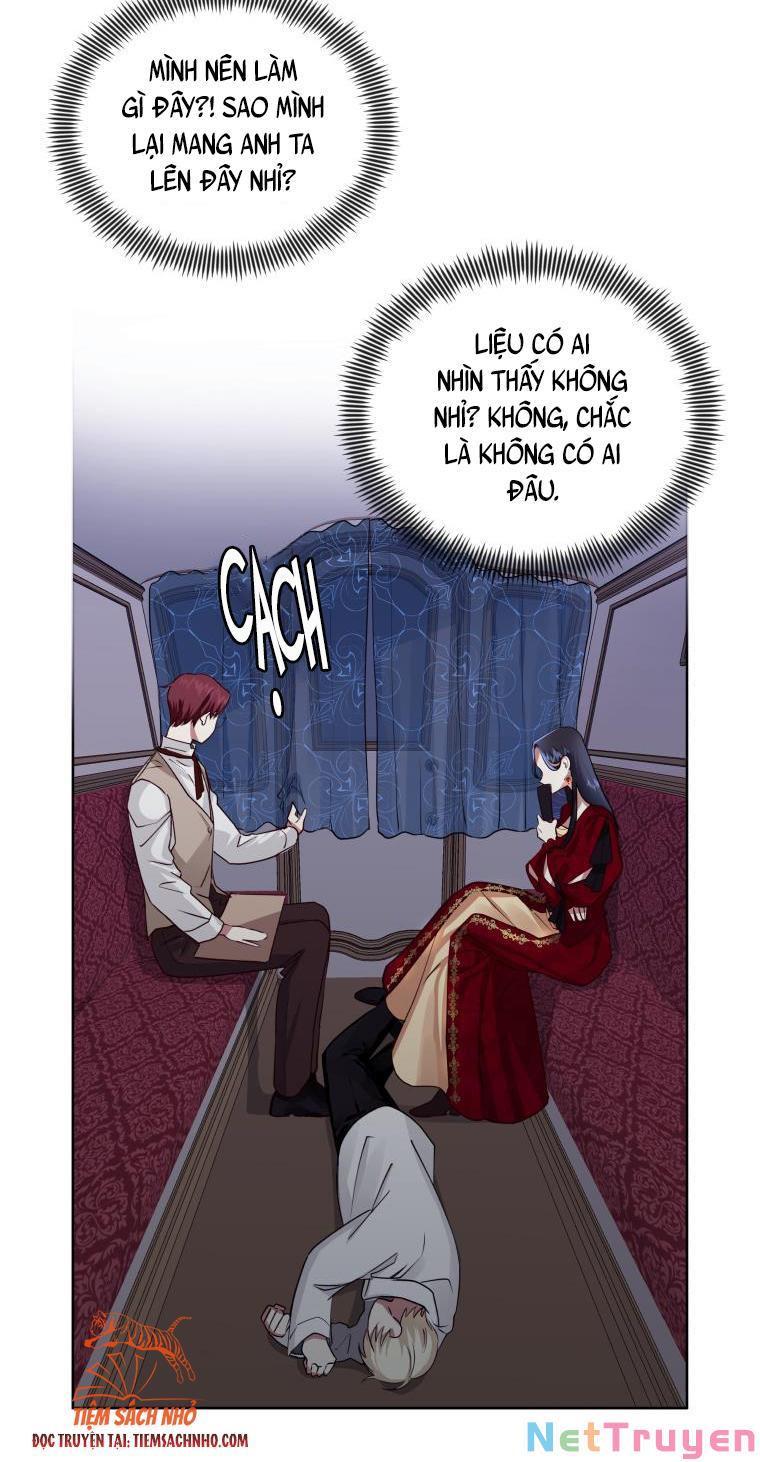 MÌNH NÊN LÀM
GÌ ĐÂY?! SAO MÌNH
LẠI MANG ANH TA
LÊN ĐÂY NHỈ?
LIỆU CÓ AI
NHÌN THẤY KHÔNG
NHỈ? KHÔNG, CHẮC
LÀ KHÔNG CÓ AI
ĐÂU.
CẠCH
TIỆM SÁCH NHỎ
ĐỌC TRUYỆN TẠI: TIEMSACHNHO.COM
NetTruyen